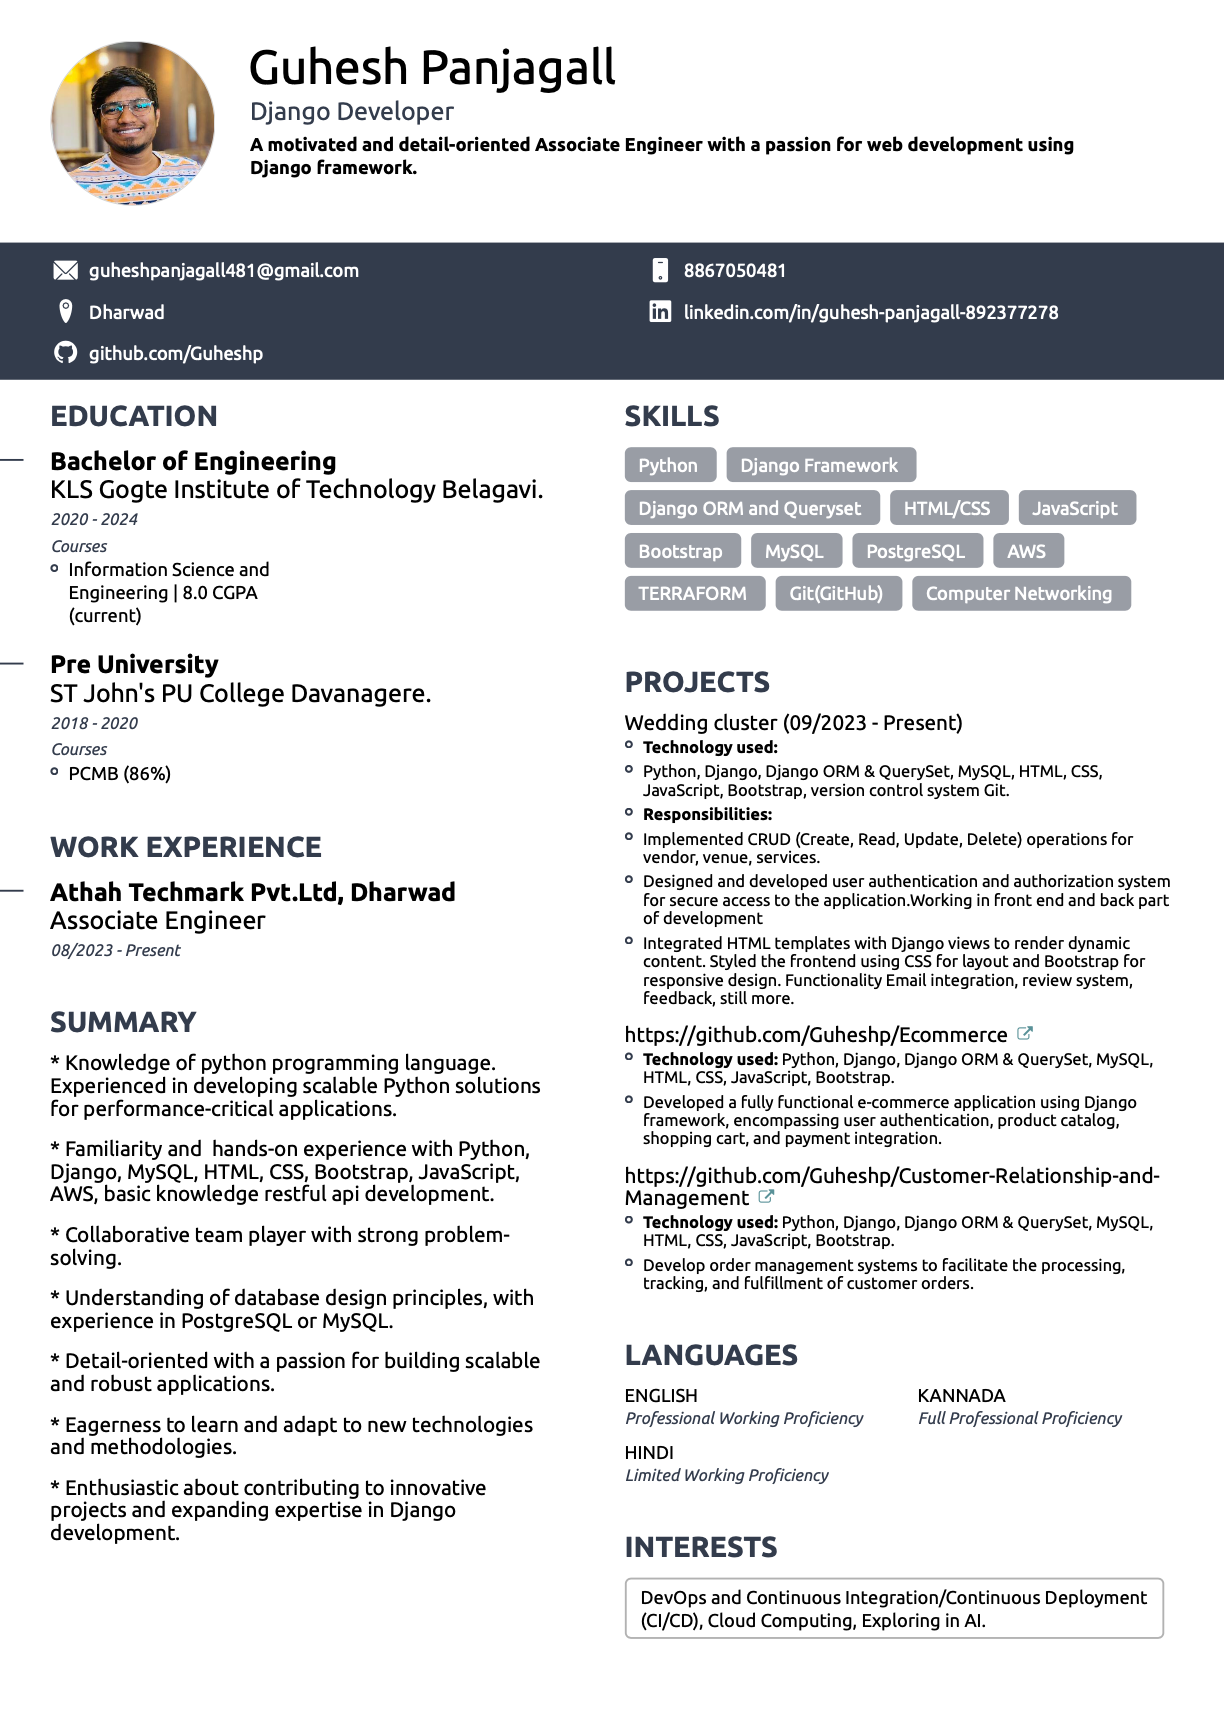 Guhesh Panjagall
Django Developer
A motivated and detail-oriented Associate Engineer with a passion for web development using
Django framework.
guheshpanjagall481@gmail.com
8867050481
Dharwad
linkedin.com/in/guhesh-panjagall-892377278
github.com/Guheshp
EDUCATION
Bachelor of Engineering
KLS Gogte Institute of Technology Belagavi.
2020 - 2024
Courses
Information Science and
Engineering | 8.0 CGPA
(current)
Pre University
ST John's PU College Davanagere.
2018 - 2020
Courses
PCMB (86%)
WORK EXPERIENCE
Athah Techmark Pvt.Ltd, Dharwad
Associate Engineer
08/2023 - Present
SUMMARY
* Knowledge of python programming language.
Experienced in developing scalable Python solutions
for performance-critical applications.
* Familiarity and  hands-on experience with Python,
Django, MySQL, HTML, CSS, Bootstrap, JavaScript,
AWS, basic knowledge restful api development.
* Collaborative team player with strong problem-
solving.
* Understanding of database design principles, with
experience in PostgreSQL or MySQL.
* Detail-oriented with a passion for building scalable
and robust applications.
* Eagerness to learn and adapt to new technologies
and methodologies.
* Enthusiastic about contributing to innovative
projects and expanding expertise in Django
development.
SKILLS
Python Django Framework
Django ORM and Queryset HTML/CSS JavaScript
Bootstrap MySQL PostgreSQL AWS
TERRAFORM Git(GitHub) Computer Networking
PROJECTS
Wedding cluster (09/2023 - Present)
Technology used:
Python, Django, Django ORM & QuerySet, MySQL, HTML, CSS,
JavaScript, Bootstrap, version control system Git.
Responsibilities:
Implemented CRUD (Create, Read, Update, Delete) operations for
vendor, venue, services.
Designed and developed user authentication and authorization system
for secure access to the application.Working in front end and back part
of development
Integrated HTML templates with Django views to render dynamic
content. Styled the frontend using CSS for layout and Bootstrap for
responsive design. Functionality Email integration, review system,
feedback, still more.
https://github.com/Guheshp/Ecommerce
Technology used: Python, Django, Django ORM & QuerySet, MySQL,
HTML, CSS, JavaScript, Bootstrap.
Developed a fully functional e-commerce application using Django
framework, encompassing user authentication, product catalog,
shopping cart, and payment integration.
https://github.com/Guheshp/Customer-Relationship-and-
Management
Technology used: Python, Django, Django ORM & QuerySet, MySQL,
HTML, CSS, JavaScript, Bootstrap.
Develop order management systems to facilitate the processing,
tracking, and fulfillment of customer orders.
LANGUAGES
ENGLISH
Professional Working Proficiency
KANNADA
Full Professional Proficiency
HINDI
Limited Working Proficiency
INTERESTS
DevOps and Continuous Integration/Continuous Deployment
(CI/CD), Cloud Computing, Exploring in AI.